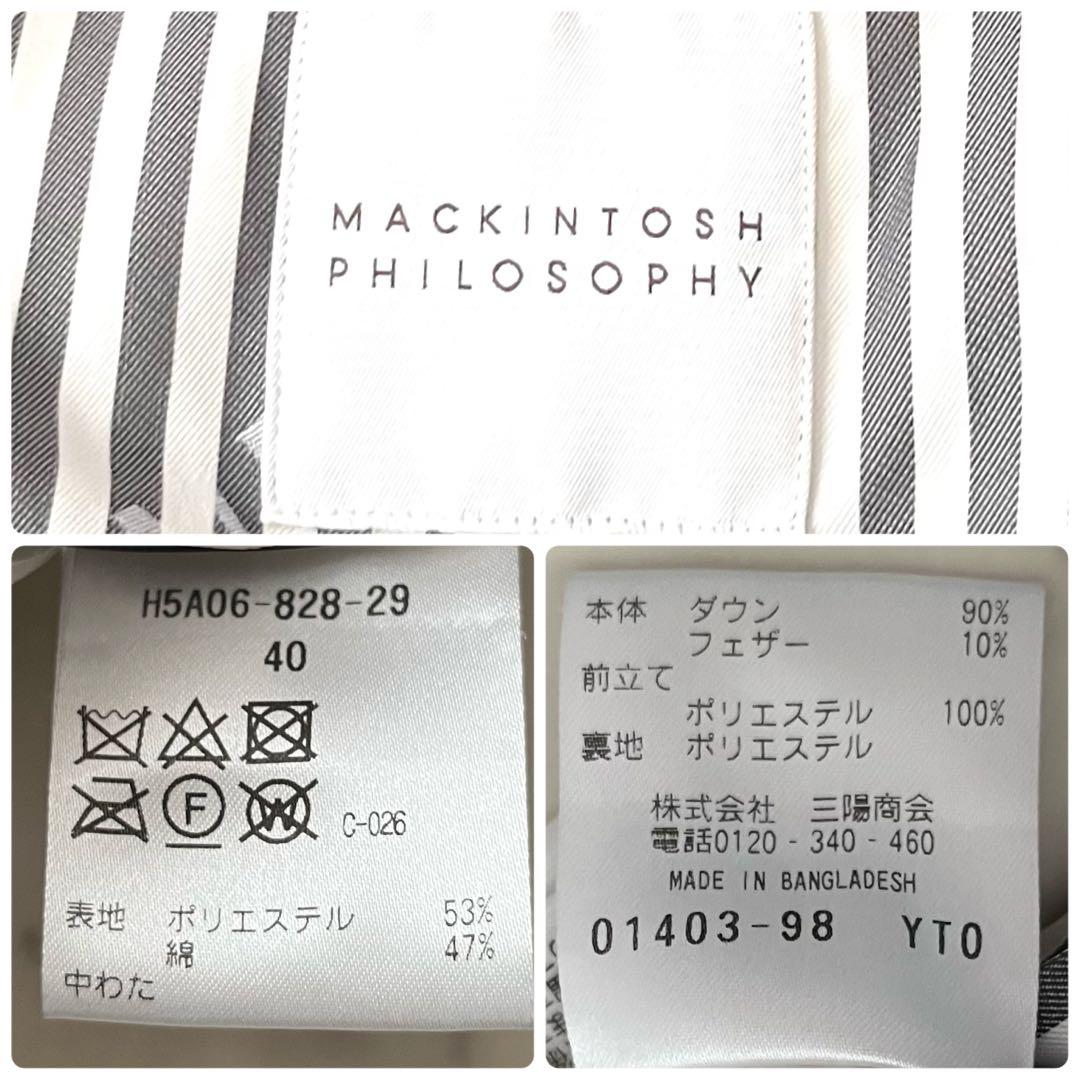 MACKINTOSH
PHILOSOPHY
H5A06-828-29
40
F
W
C-026
表地 ポリエステル 53%
綿 47%
中わた
本体 ダウン 90%
フェザー 10%
前立て
ポリエステル 100%
裏地 ポリエステル
株式会社 三陽商会
電話0120-340-460
MADE IN BANGLADESH
01403-98 YTO